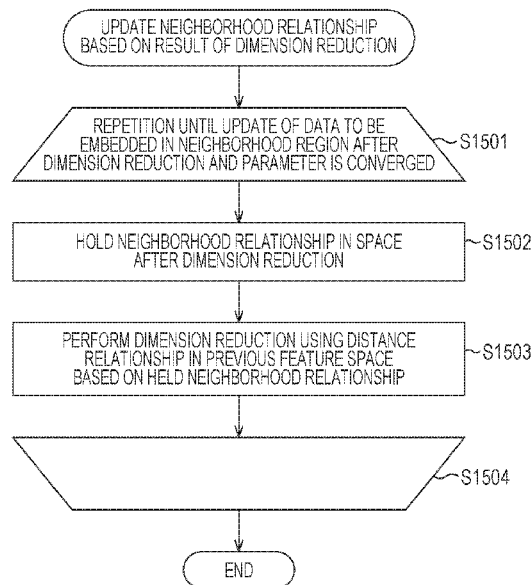 UPDATE NEIGHBORHOOD RELATIONSHIP
BASED ON RESULT OF DIMENSION REDUCTION
REPETITION UNTIL UPDATE OF DATA TO BE
EMBEDDED IN NEIGHBORHOOD REGION AFTER
DIMENSION REDUCTION AND PARAMETER IS CONVERGED
S1501
HOLD NEIGHBORHOOD RELATIONSHIP IN SPACE
AFTER DIMENSION REDUCTION
S1502
PERFORM DIMENSION REDUCTION USING DISTANCE
RELATIONSHIP IN PREVIOUS FEATURE SPACE
BASED ON HELD NEIGHBORHOOD RELATIONSHIP
S1503
S1504
END